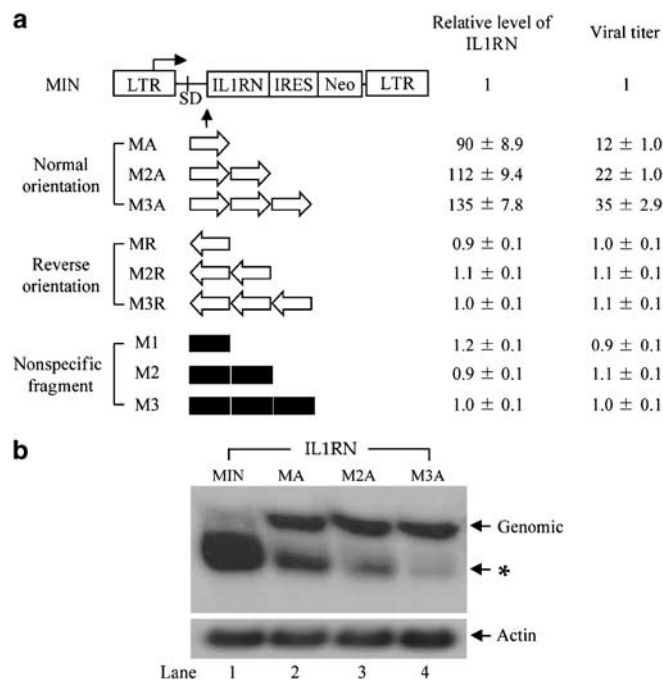 a
Relative level of IL1RN Viral titer
MIN LTR SD IL1RN IRES Neo LTR 1 1
Normal orientation
MA 90 ± 8.9 12 ± 1.0
M2A 112 ± 9.4 22 ± 1.0
M3A 135 ± 7.8 35 ± 2.9
Reverse orientation
MR 0.9 ± 0.1 1.0 ± 0.1
M2R 1.1 ± 0.1 1.1 ± 0.1
M3R 1.0 ± 0.1 1.1 ± 0.1
Nonspecific fragment
M1 1.2 ± 0.1 0.9 ± 0.1
M2 0.9 ± 0.1 1.1 ± 0.1
M3 1.0 ± 0.1 1.0 ± 0.1
b
IL1RN
MIN MA M2A M3A
Genomic
*
Actin
Lane 1 2 3 4